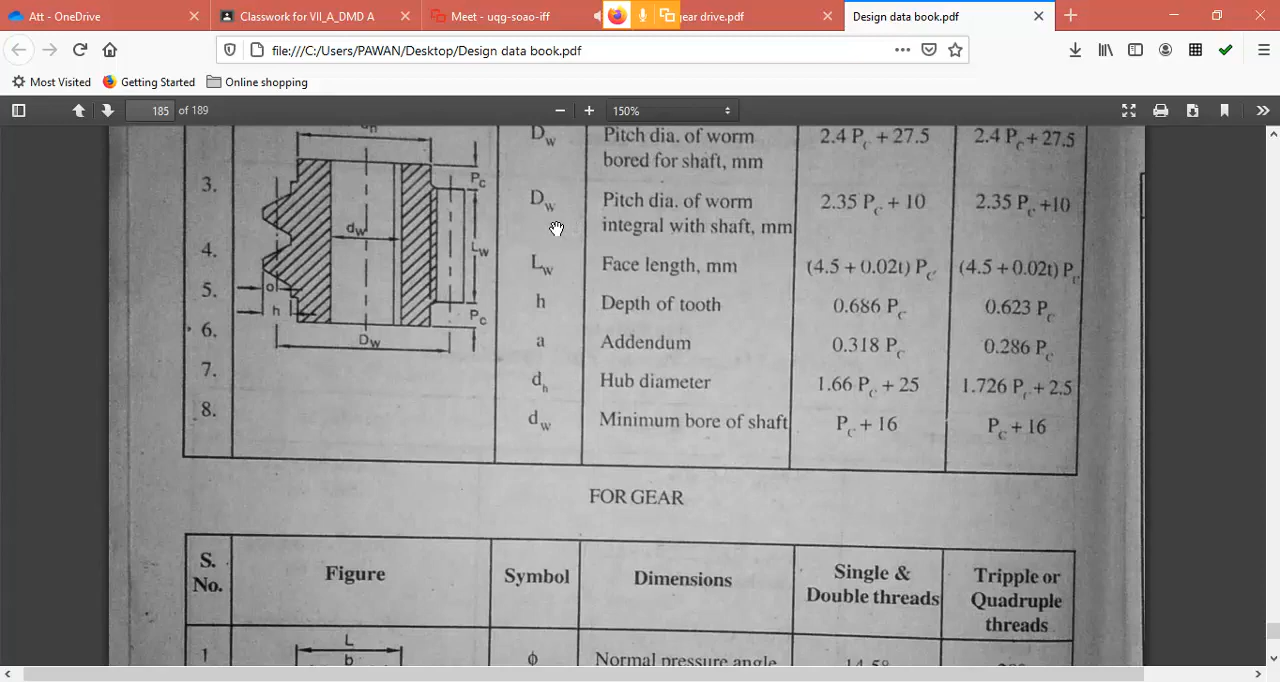 Att - OneDrive
Classwork for VII_A_DMD A
Meet - uqg-soao-iff
gear drive.pdf
Design data book.pdf
file:///C:/Users/PAWAN/Desktop/Design data book.pdf
Most Visited
Getting Started
Online shopping
185 of 189
150%
Dw Pitch dia. of worm 2.4 Pc + 27.5 2.4 Pc + 27.5
bored for shaft, mm
3. Dw Pitch dia. of worm 2.35 Pc + 10 2.35 Pc +10
integral with shaft, mm
4. Lw Face length, mm (4.5 + 0.02t) Pc (4.5 + 0.02t) Pc
5. h Depth of tooth 0.686 Pc 0.623 Pc
6. a Addendum 0.318 Pc 0.286 Pc
7. dh Hub diameter 1.66 Pc + 25 1.726 Pc + 2.5
8. dw Minimum bore of shaft Pc + 16 Pc + 16
Pc
dw
Lw
h
Pc
Dw
FOR GEAR
S. No. Figure Symbol Dimensions Single & Double threads Tripple or Quadruple threads
1 L ϕ Normal pressure angle 14.5°
b